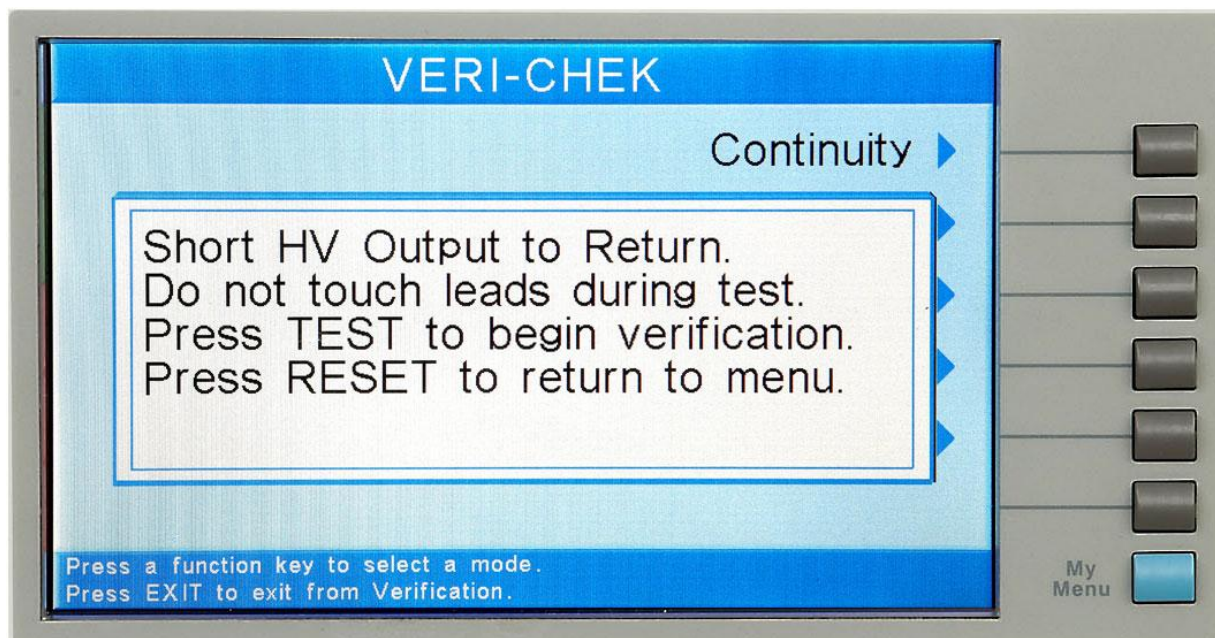 VERI-CHEK
Continuity
Short HV Output to Return.
Do not touch leads during test.
Press TEST to begin verification.
Press RESET to return to menu.
Press a function key to select a mode.
Press EXIT to exit from Verification.
My
Menu